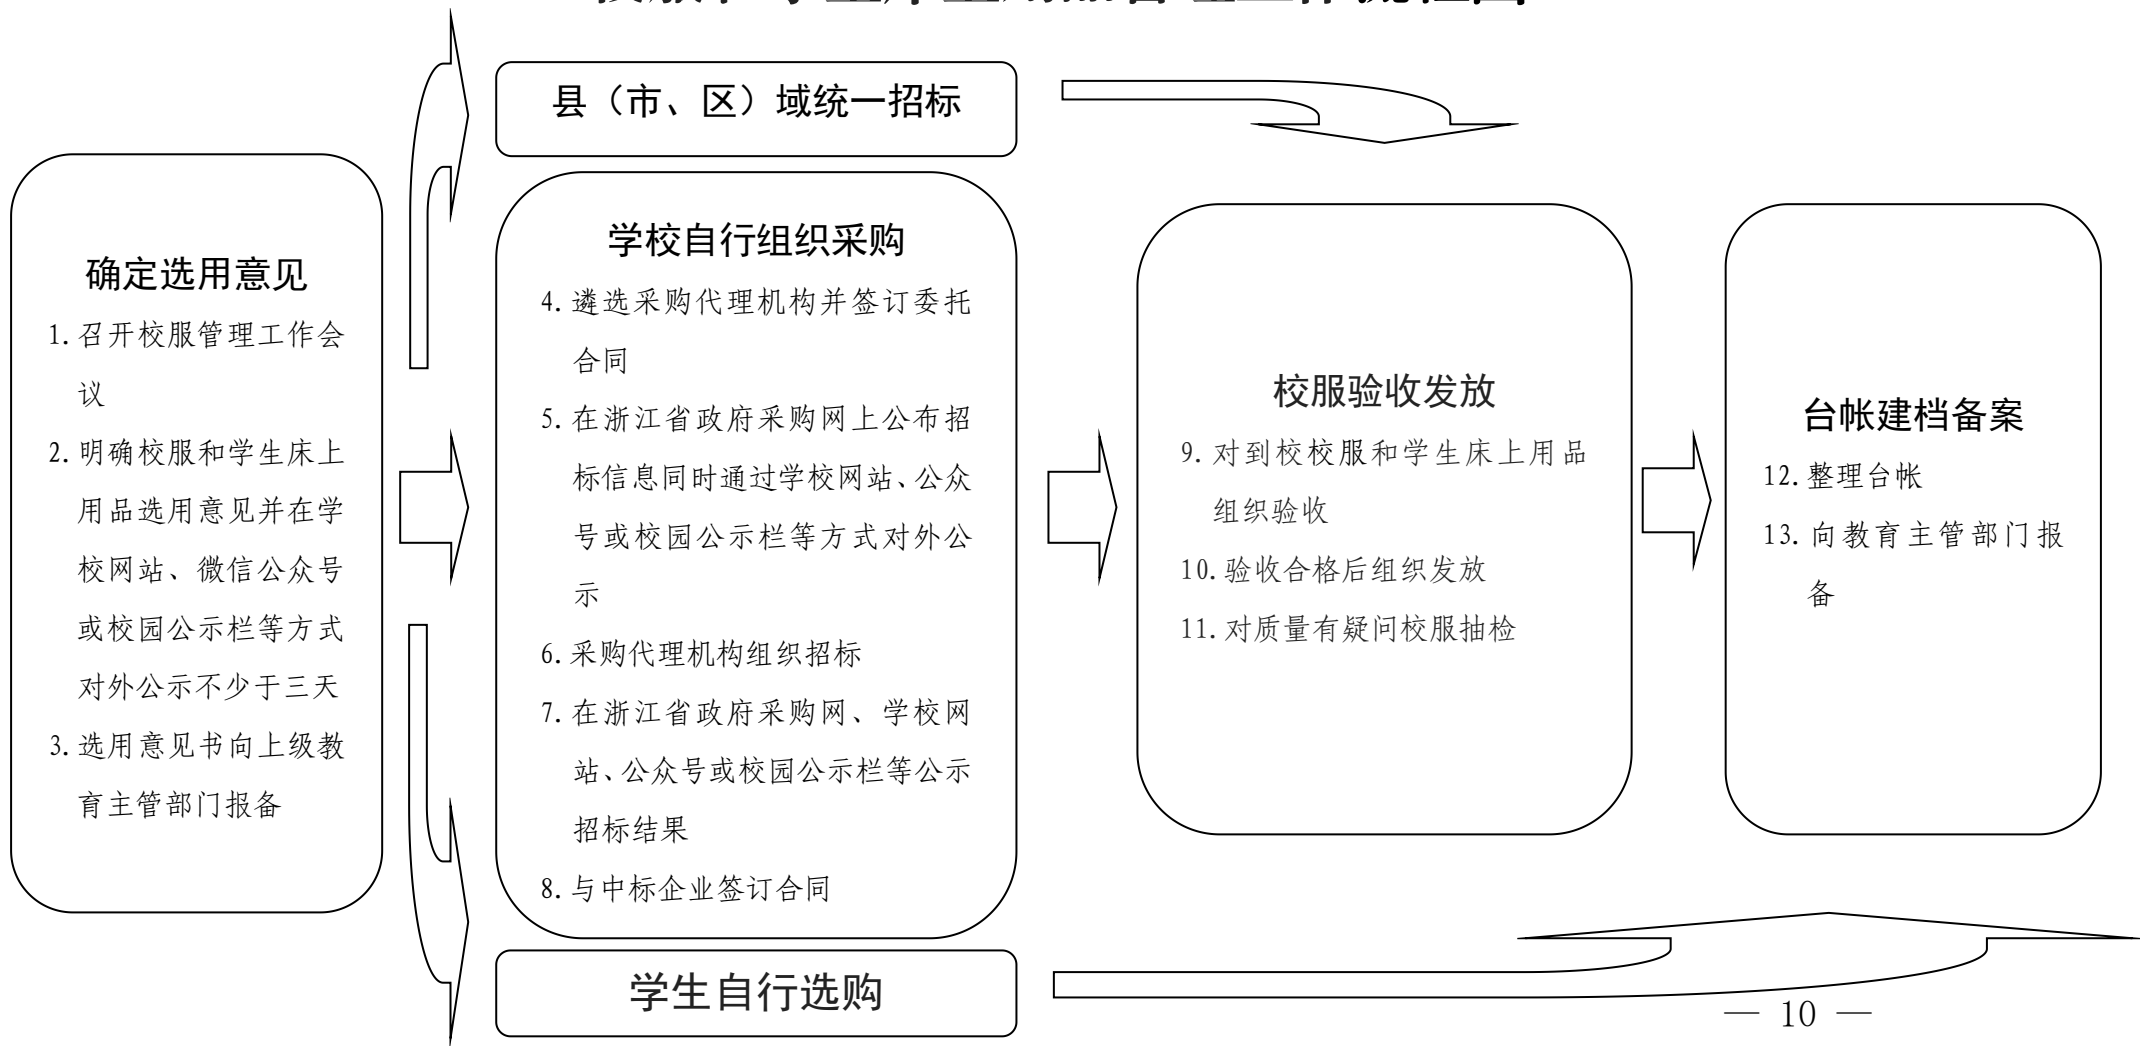 县（市、区）域统一招标
确定选用意见
1.召开校服管理工作会
议
2.明确校服和学生床上
用品选用意见并在学
校网站、微信公众号
或校园公示栏等方式
对外公示不少于三天
3.选用意见书向上级教
育主管部门报备
学校自行组织采购
4.遴选采购代理机构并签订委托
合同
5.在浙江省政府采购网上公布招
标信息同时通过学校网站、公众
号或校园公示栏等方式对外公
示
6.采购代理机构组织招标
7.在浙江省政府采购网、学校网
站、公众号或校园公示栏等公示
招标结果
8.与中标企业签订合同
学生自行选购
校服验收发放
9.对到校校服和学生床上用品
组织验收
10.验收合格后组织发放
11.对质量有疑问校服抽检
台帐建档备案
12.整理台帐
13.向教育主管部门报
备
— 10 —